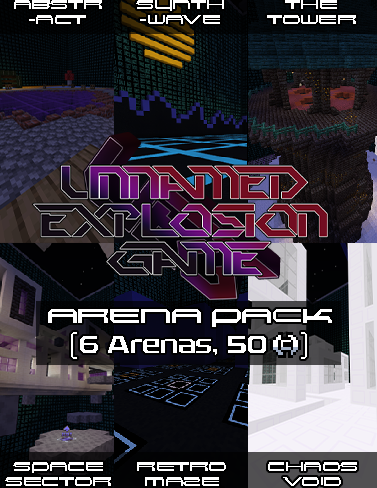 ABSTR
-ACT
SYNTH
-WAVE
THE
TOWER
UNNAMED
EXPLOSION
GAME
ARENA PACK
(6 Arenas, 50 )
SPACE
SECTOR
RETRO
MAZE
CHAOS
VOID